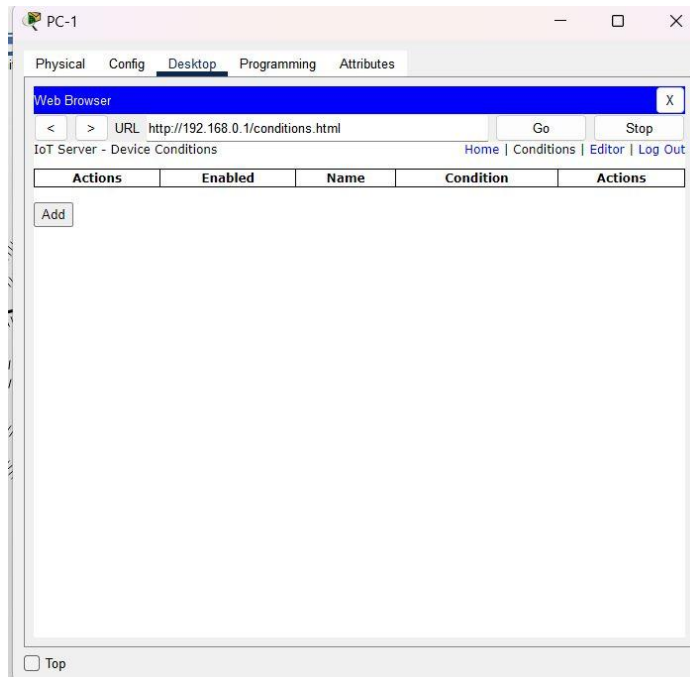 PC-1
Physical Config Desktop Programming Attributes
Web Browser X
< > URL http://192.168.0.1/conditions.html Go Stop
IoT Server - Device Conditions Home | Conditions | Editor | Log Out
Actions Enabled Name Condition Actions
Add
Top